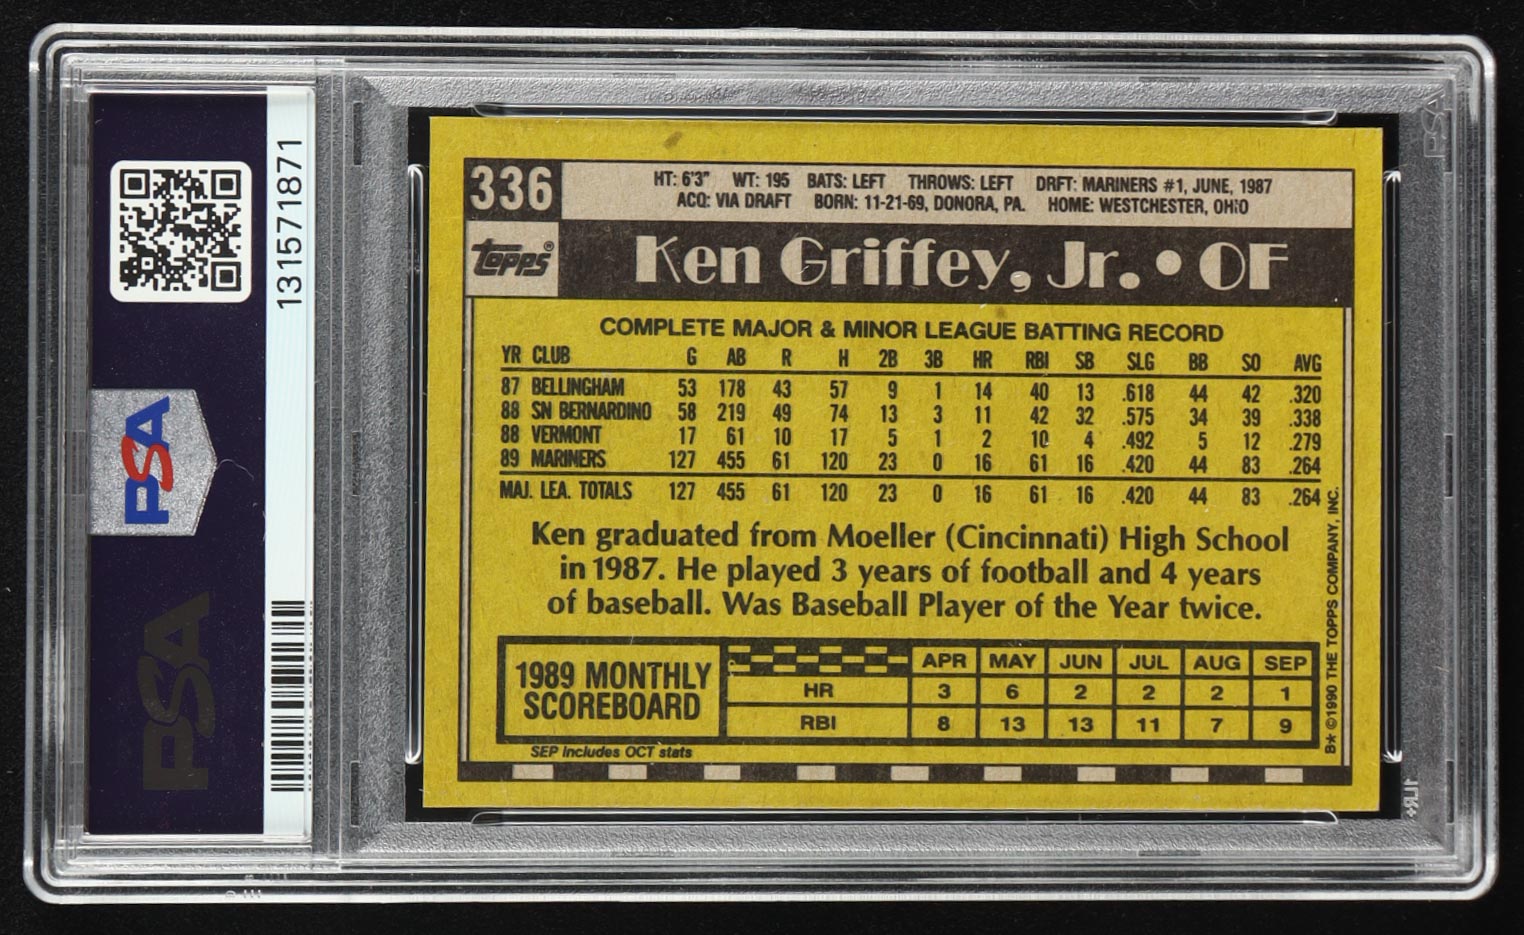 131571871
PSA
PSA
336
HT: 6'3" WT: 195 BATS: LEFT THROWS: LEFT DRFT: MARINERS #1, JUNE, 1987
ACQ: VIA DRAFT BORN: 11-21-69, DONORA, PA. HOME: WESTCHESTER, OHIO
Topps®
Ken Griffey, Jr. • OF
COMPLETE MAJOR & MINOR LEAGUE BATTING RECORD
YR CLUB G AB R H 2B 3B HR RBI SB SLG BB SO AVG
87 BELLINGHAM 53 178 43 57 9 1 14 40 13 .618 44 42 .320
88 SN BERNARDINO 58 219 49 74 13 3 11 42 32 .575 34 39 .338
88 VERMONT 17 61 10 17 5 1 2 10 4 .492 5 12 .279
89 MARINERS 127 455 61 120 23 0 16 61 16 .420 44 83 .264
MAJ. LEA. TOTALS 127 455 61 120 23 0 16 61 16 .420 44 83 .264
Ken graduated from Moeller (Cincinnati) High School
in 1987. He played 3 years of football and 4 years
of baseball. Was Baseball Player of the Year twice.
1989 MONTHLY
SCOREBOARD
APR MAY JUN JUL AUG SEP
HR 3 6 2 2 2 1
RBI 8 13 13 11 7 9
SEP includes OCT stats
B* ©1990 THE TOPPS COMPANY, INC.
PSA